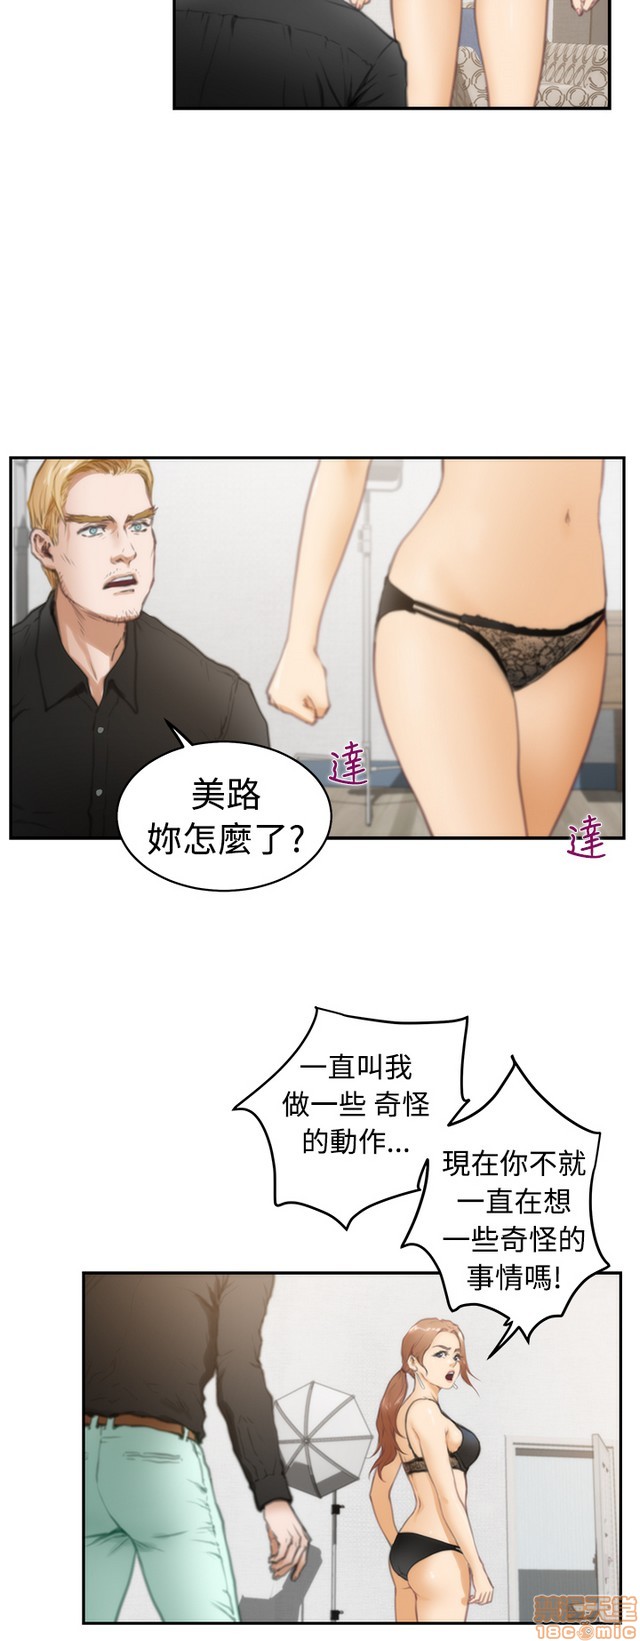 美路
妳怎麼了?
達
達
一直叫我
做一些 奇怪
的動作...
現在你不就
一直在想
一些奇怪的
事情嗎!
18comic